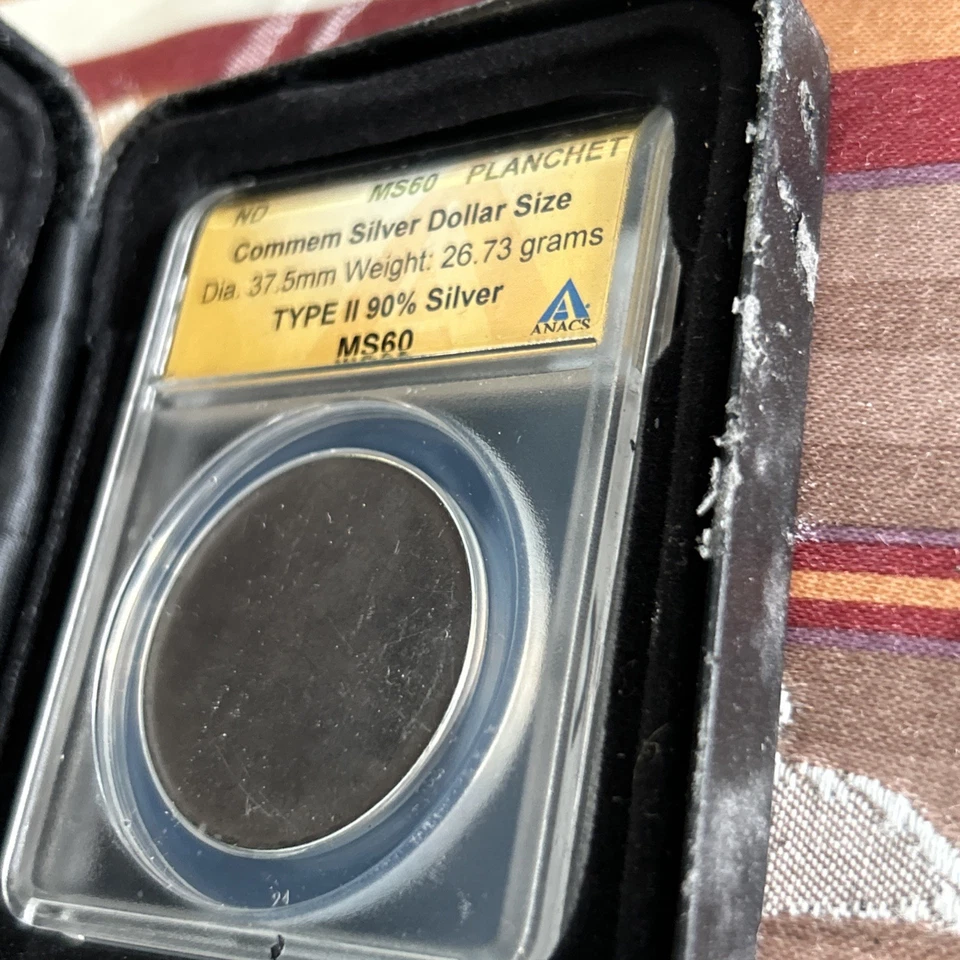 ND MS60 PLANCHET
Commem Silver Dollar Size
Dia. 37.5mm Weight: 26.73 grams
TYPE II 90% Silver
ANACS
MS60
21